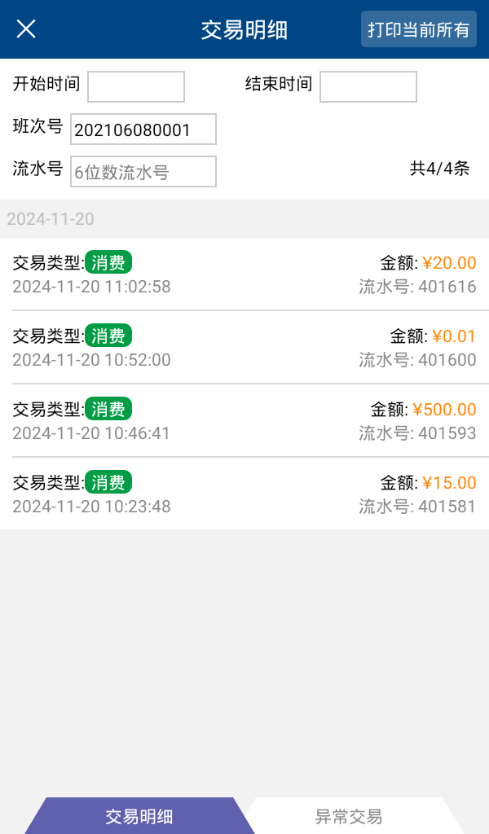 交易明细
打印当前所有
开始时间
结束时间
班次号 202106080001
流水号 6位数流水号
共4/4条
2024-11-20
交易类型:消费 金额: ¥20.00
2024-11-20 11:02:58 流水号: 401616
交易类型:消费 金额: ¥0.01
2024-11-20 10:52:00 流水号: 401600
交易类型:消费 金额: ¥500.00
2024-11-20 10:46:41 流水号: 401593
交易类型:消费 金额: ¥15.00
2024-11-20 10:23:48 流水号: 401581
交易明细
异常交易